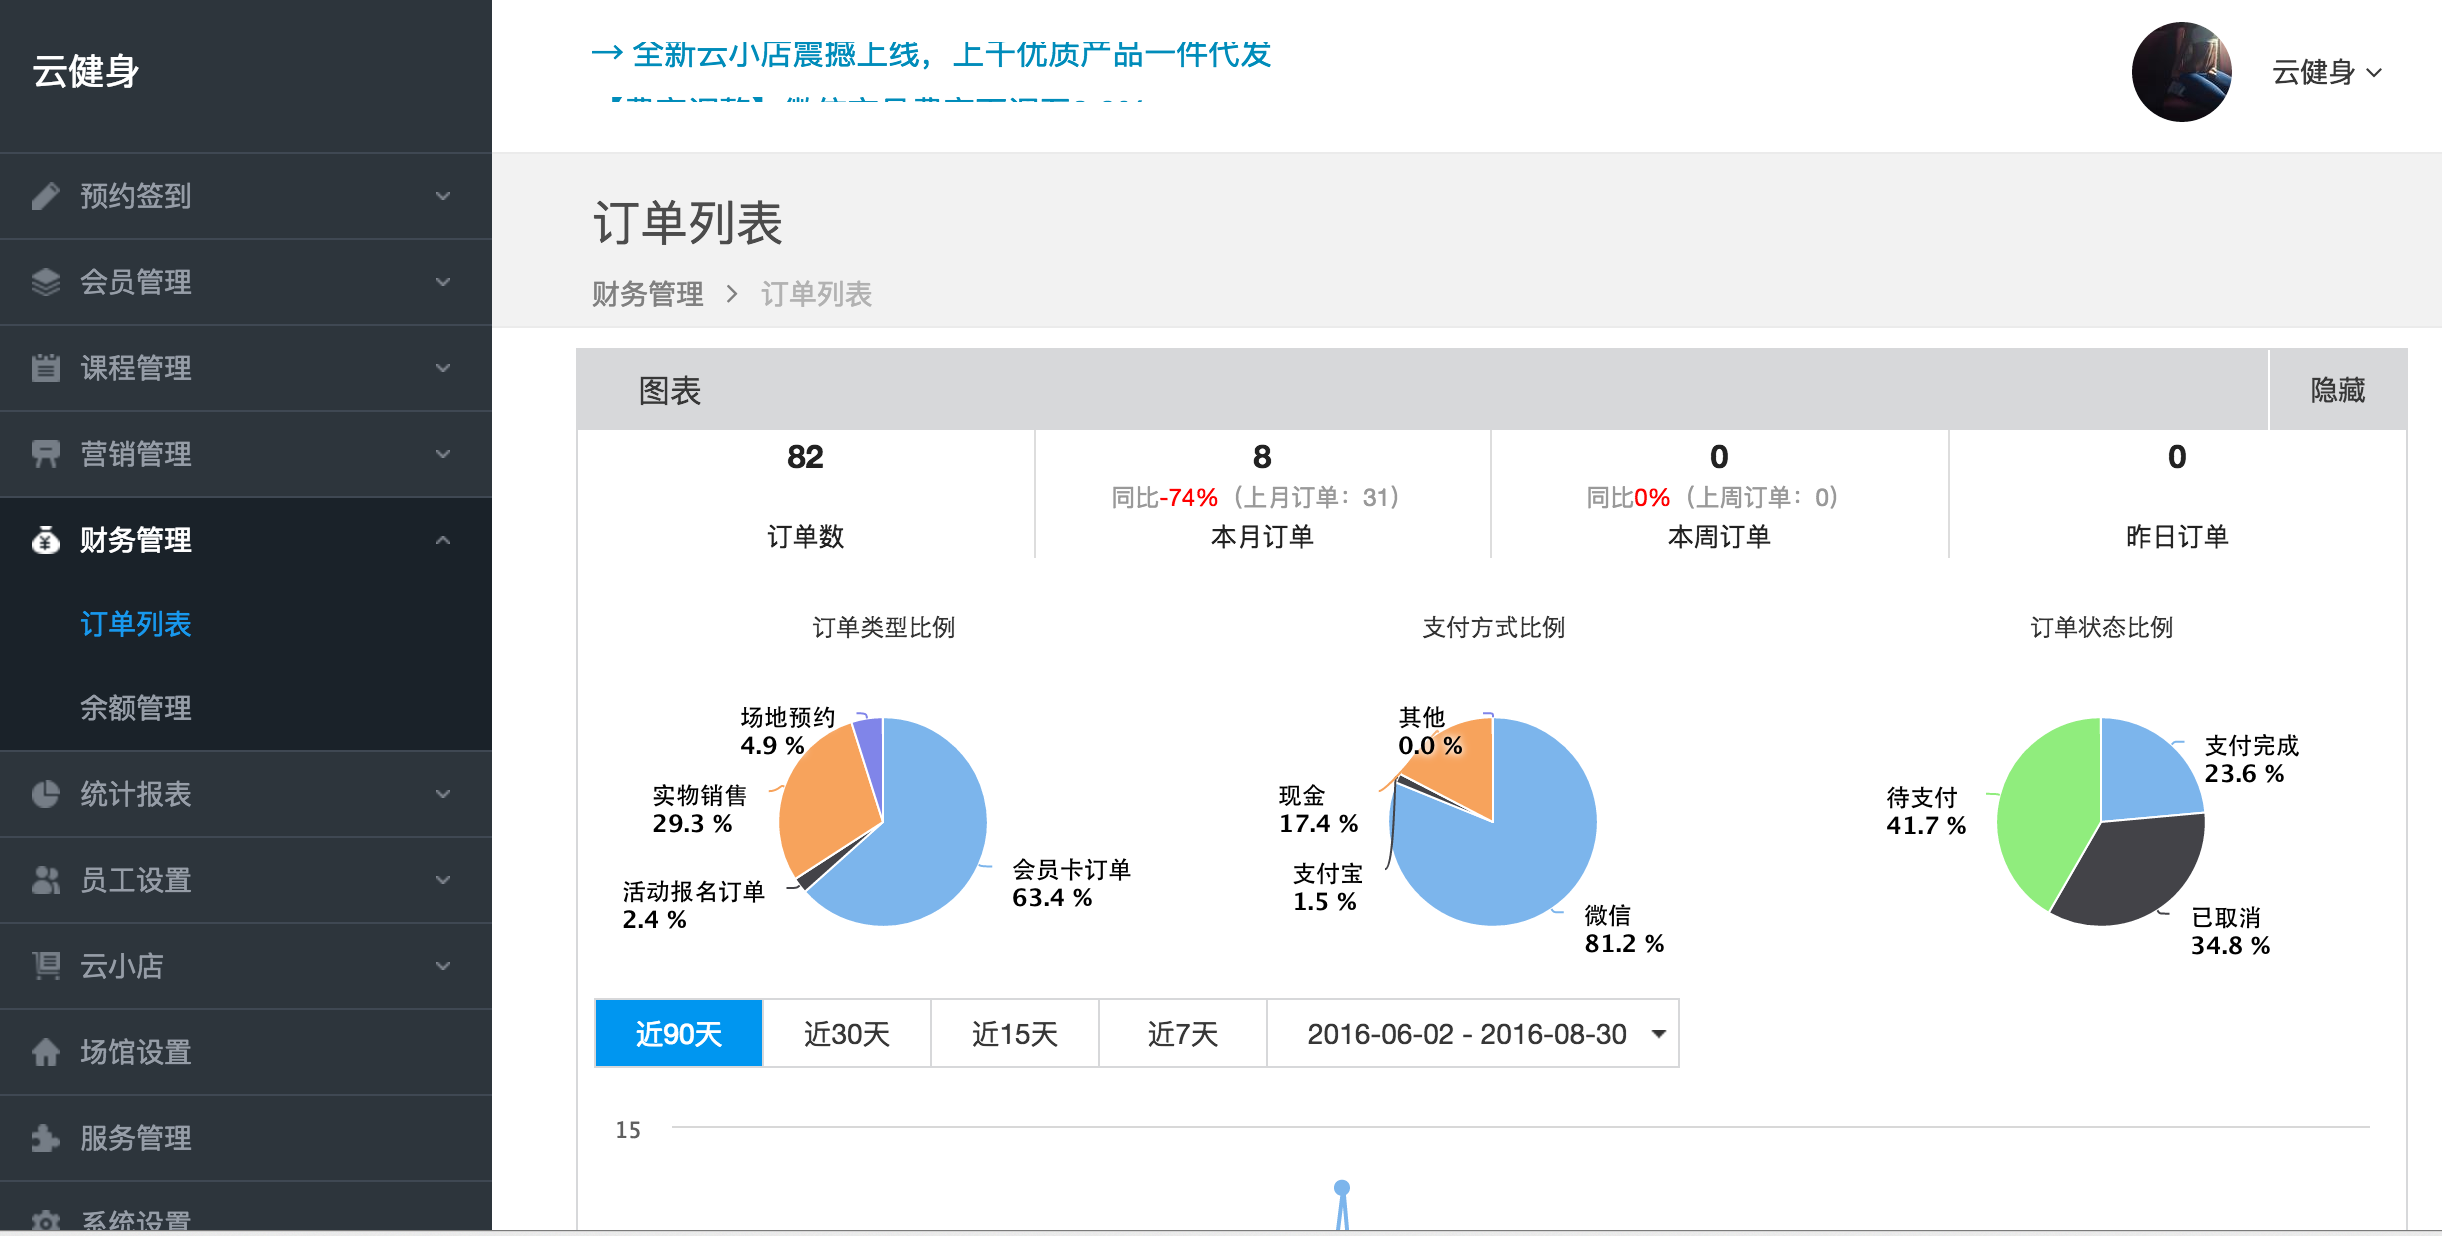 云健身
→ 全新云小店震撼上线，上千优质产品一件代发
云健身
预约签到
会员管理
课程管理
营销管理
财务管理
订单列表
余额管理
统计报表
员工设置
云小店
场馆设置
服务管理
系统设置
订单列表
财务管理 > 订单列表
图表
隐藏
82
订单数
8
同比-74%（上月订单：31）
本月订单
0
同比0%（上周订单：0）
本周订单
0
昨日订单
订单类型比例
场地预约
4.9 %
实物销售
29.3 %
活动报名订单
2.4 %
会员卡订单
63.4 %
支付方式比例
其他
0.0 %
现金
17.4 %
支付宝
1.5 %
微信
81.2 %
订单状态比例
支付完成
23.6 %
待支付
41.7 %
已取消
34.8 %
近90天
近30天
近15天
近7天
2016-06-02 - 2016-08-30
15